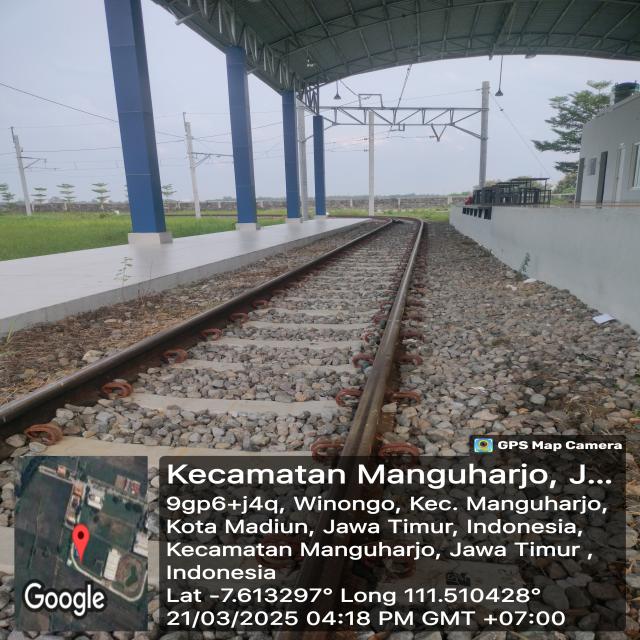 GPS Map Camera
Kecamatan Manguharjo, J...
9gp6+j4q, Winongo, Kec. Manguharjo,
Kota Madiun, Jawa Timur, Indonesia,
Kecamatan Manguharjo, Jawa Timur ,
Indonesia
Lat -7.613297° Long 111.510428°
21/03/2025 04:18 PM GMT +07:00
Google